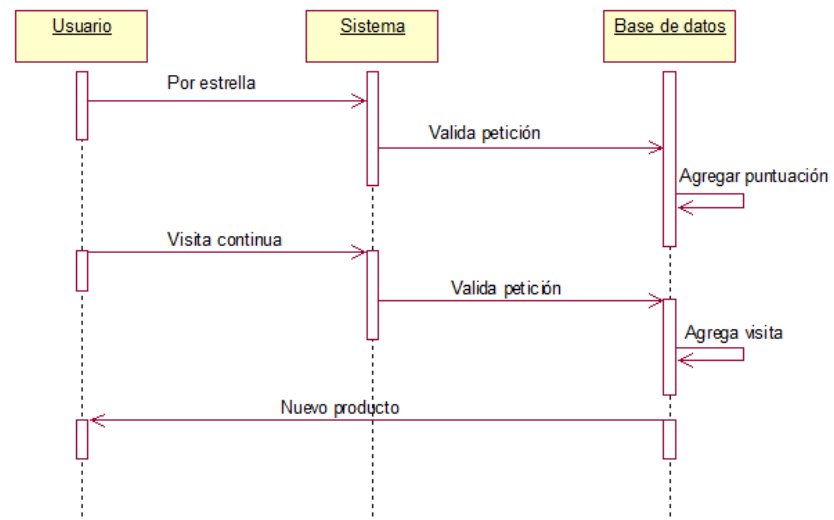 Usuario
Sistema
Base de datos
Por estrella
Valida petición
Agregar puntuación
Visita continua
Valida petición
Agrega visita
Nuevo producto